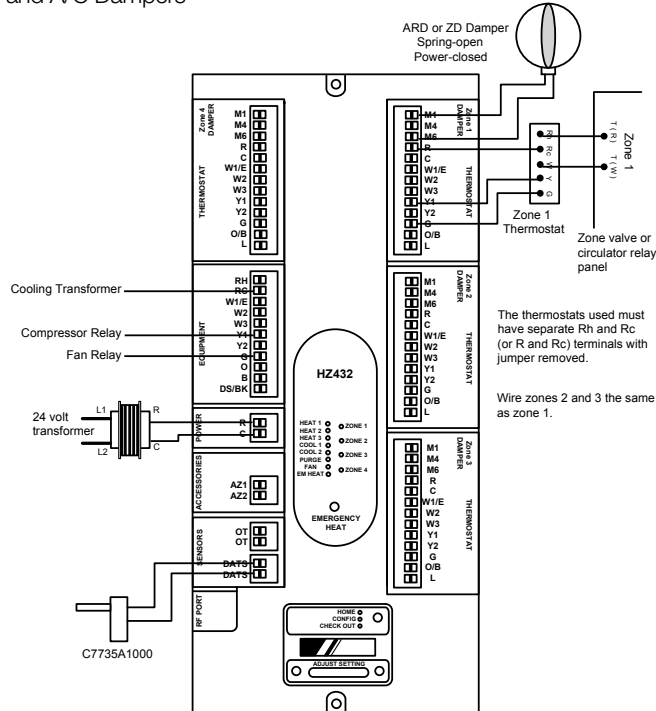 and A/C Dampers
ARD or ZD Damper
Spring-open
Power-closed
Zone 4
DAMPER
THERMOSTAT
M1
M4
M6
R
C
W1/E
W2
W3
Y1
Y2
G
O/B
L
Zone 1
DAMPER
THERMOSTAT
M1
M4
M6
R
C
W1/E
W2
W3
Y1
Y2
G
O/B
L
Rh
Rc
W
Y
G
Zone 1
Thermostat
T (R)
T (W)
Zone 1
Zone valve or
circulator relay
panel
Cooling Transformer
Compressor Relay
Fan Relay
EQUIPMENT
RH
RC
W1/E
W2
W3
Y1
Y2
G
O
B
DS/BK
Zone 2
DAMPER
THERMOSTAT
M1
M4
M6
R
C
W1/E
W2
W3
Y1
Y2
G
O/B
L
The thermostats used must
have separate Rh and Rc
(or R and Rc) terminals with
jumper removed.
Wire zones 2 and 3 the same
as zone 1.
HZ432
HEAT 1
HEAT 2
HEAT 3
COOL 1
COOL 2
PURGE
FAN
EM HEAT
ZONE 1
ZONE 2
ZONE 3
ZONE 4
EMERGENCY
HEAT
24 volt
transformer
L1
L2
R
C
POWER
R
C
ACCESSORIES
AZ1
AZ2
SENSORS
OT
OT
DATS
DATS
RF PORT
C7735A1000
Zone 3
DAMPER
THERMOSTAT
M1
M4
M6
R
C
W1/E
W2
W3
Y1
Y2
G
O/B
L
HOME
CONFIG
CHECK OUT
ADJUST SETTING